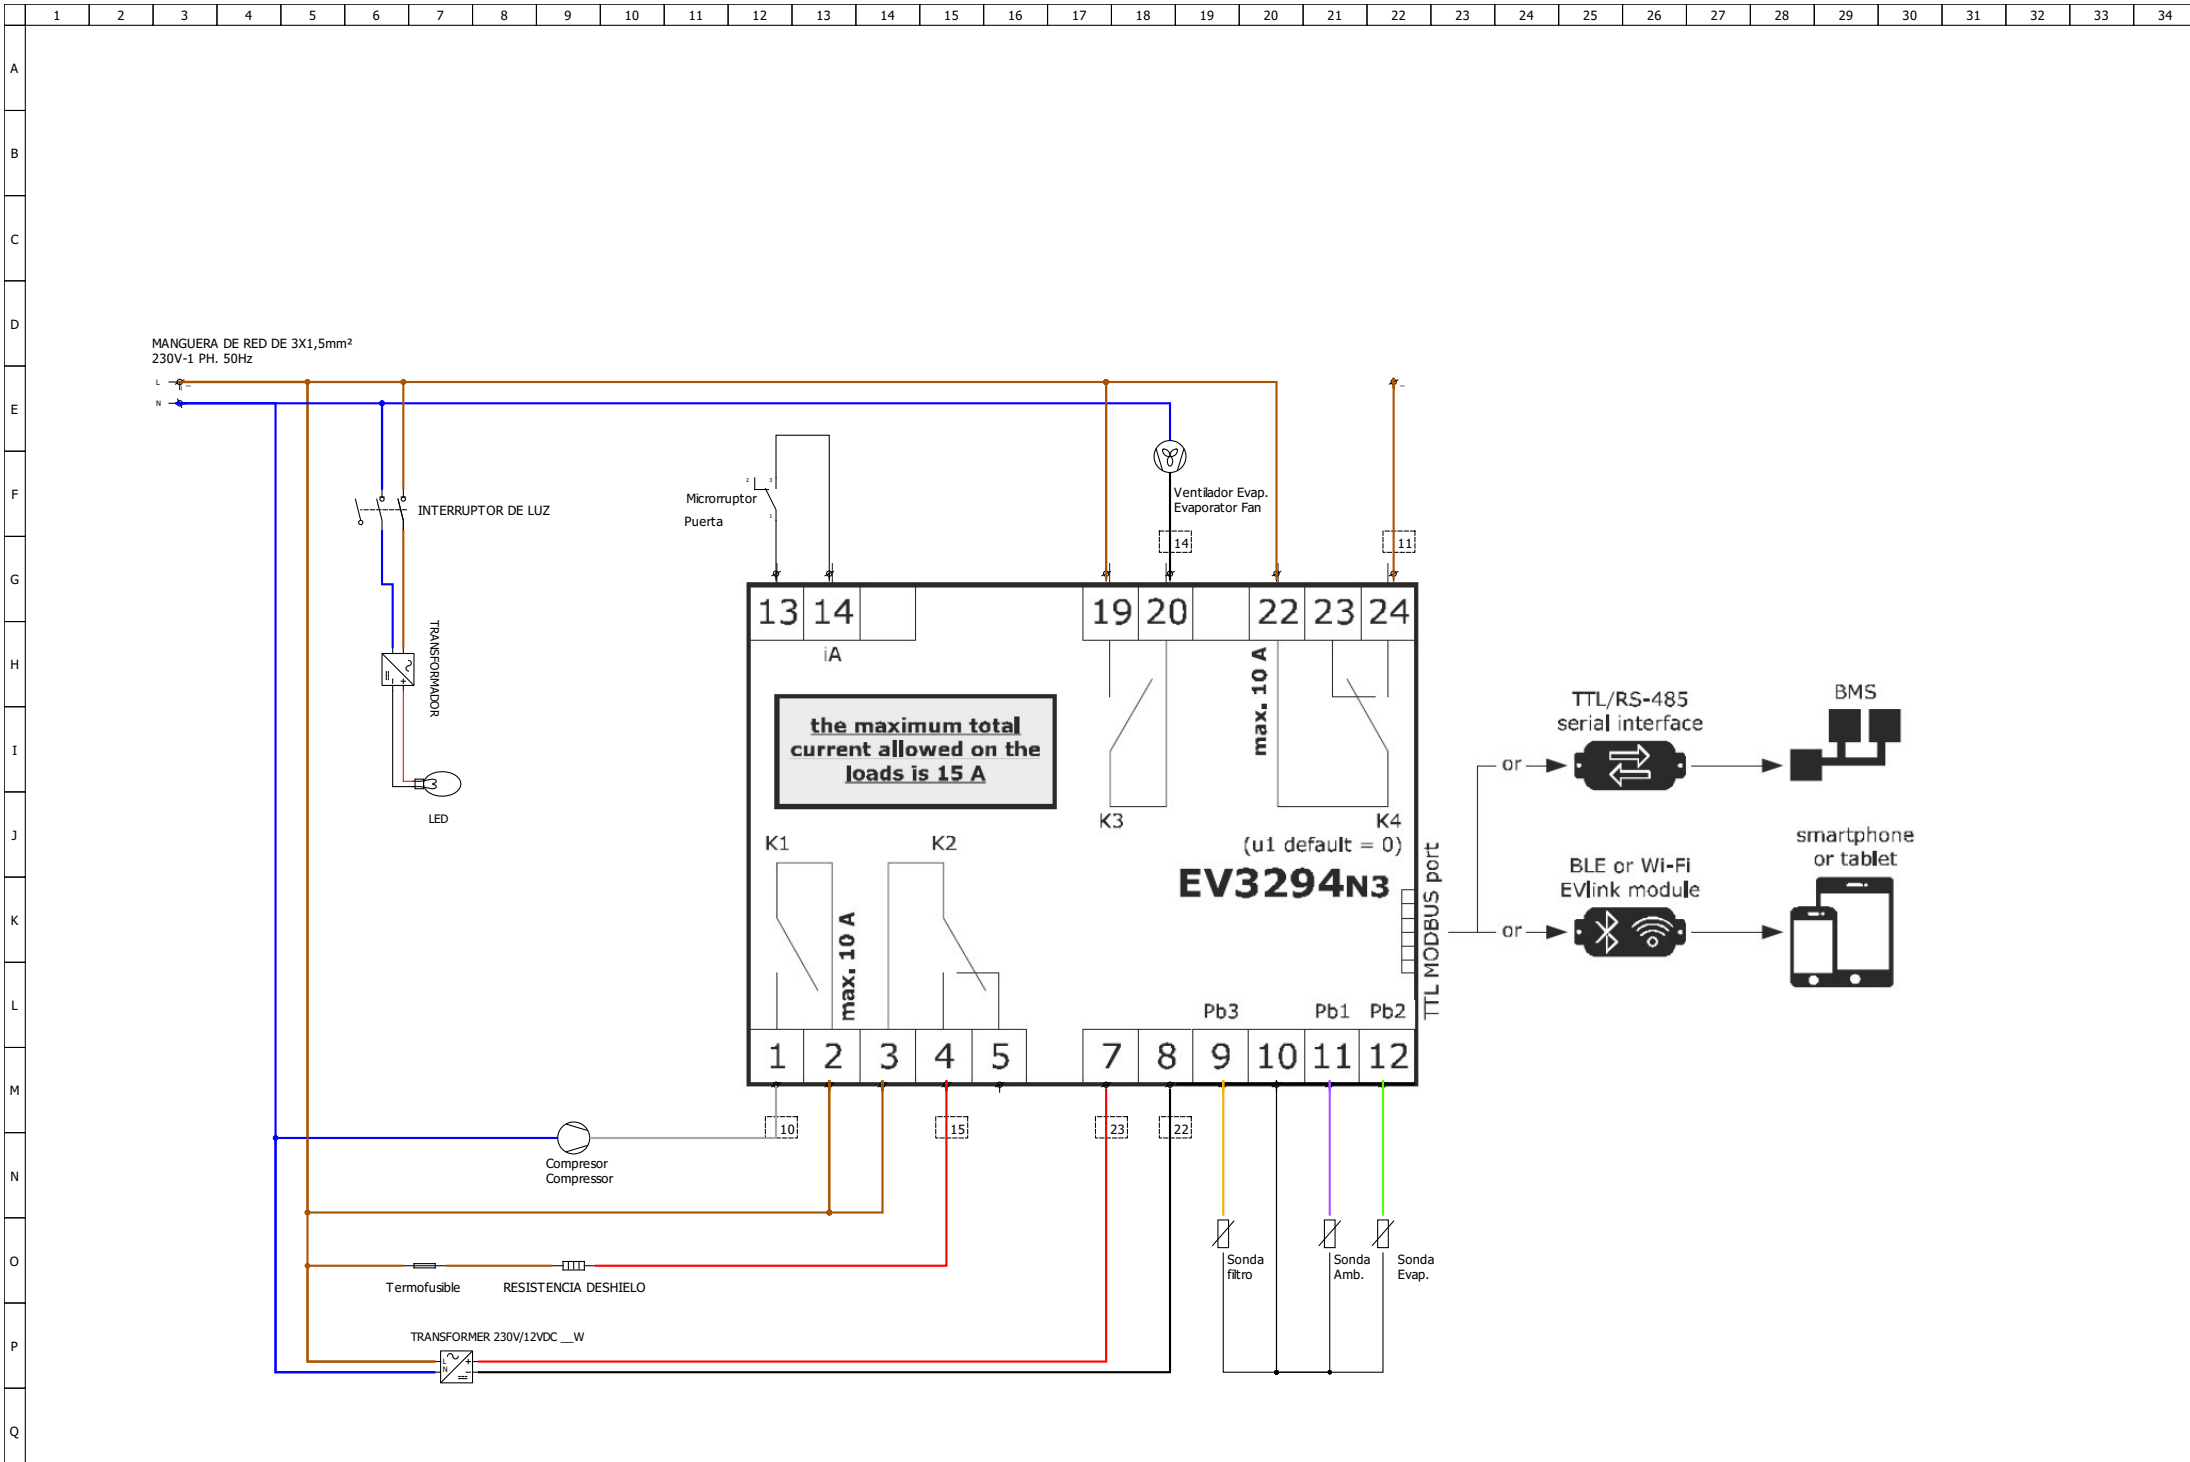 1 2 3 4 5 6 7 8 9 10 11 12 13 14 15 16 17 18 19 20 21 22 23 24 25 26 27 28 29 30 31 32 33 34
A
B
C
D
MANGUERA DE RED DE 3X1,5mm²
230V-1 PH. 50Hz
L
N
E
F
INTERRUPTOR DE LUZ
Microrruptor
Puerta
2 3
1
Ventilador Evap.
Evaporator Fan
14
11
G
13 14 19 20 22 23 24
iA
H
TRANSFORMADOR
max. 10 A
the maximum total
current allowed on the
loads is 15 A
I
TTL/RS-485
serial interface
BMS
or
LED
J
K3
K4
(u1 default = 0)
K1
K2
EV3294N3
TTL MODBUS port
smartphone
or tablet
BLE or Wi-Fi
EVlink module
K
or
max. 10 A
L
Pb3 Pb1 Pb2
1 2 3 4 5 7 8 9 10 11 12
M
10
15
23
22
Compresor
Compressor
N
O
Termofusible
RESISTENCIA DESHIELO
Sonda
filtro
Sonda
Amb.
Sonda
Evap.
P
TRANSFORMER 230V/12VDC __W
L +
N -
Q